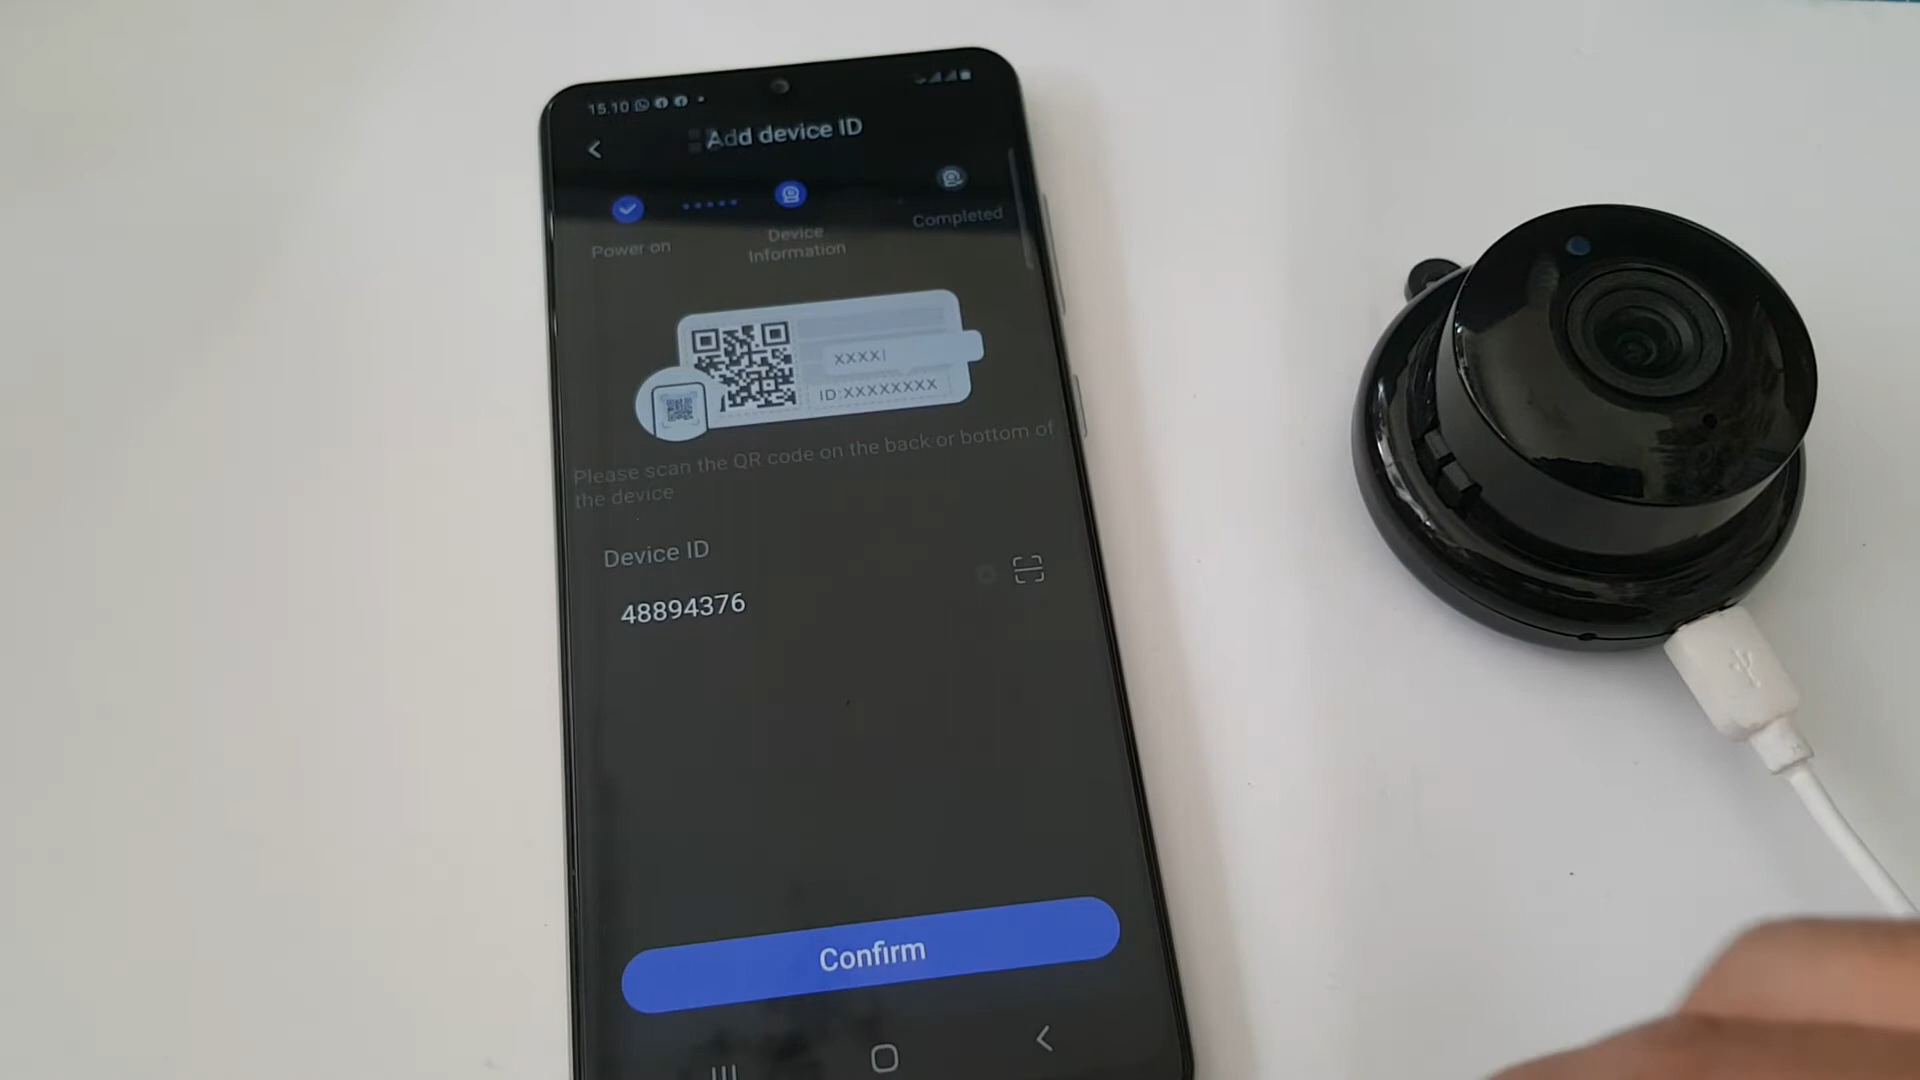 15.10
Add device ID
Power on
Device
Information
Completed
XXXX
ID:XXXXXXXX
Please scan the QR code on the back or bottom of
the device
Device ID
48894376
Confirm